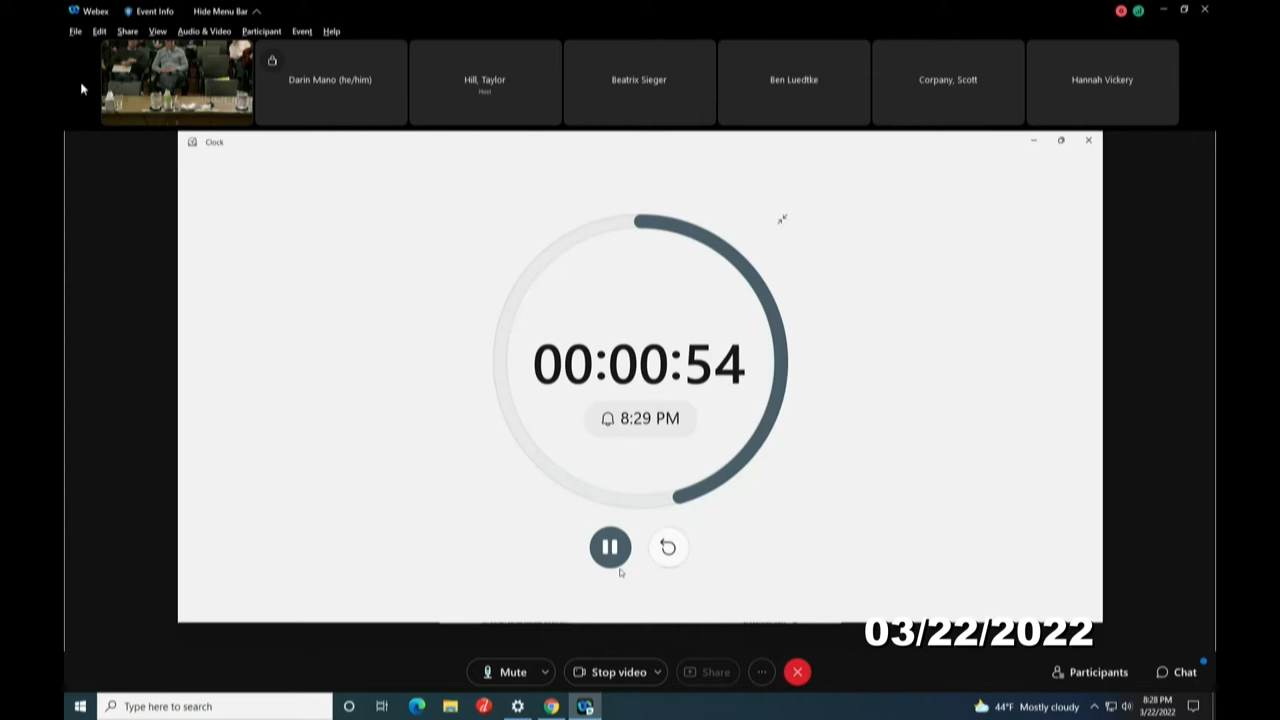 Webex
Event Info
Hide Menu Bar
File Edit Share View Audio & Video Participant Event Help
Darin Mano (he/him)
Hill, Taylor
Host
Beatrix Sieger
Ben Luedtke
Corpany, Scott
Hannah Vickery
Clock
00:00:54
8:29 PM
03/22/2022
Mute
Stop video
Share
Participants
Chat
Type here to search
44°F Mostly cloudy
8:28 PM
3/22/2022